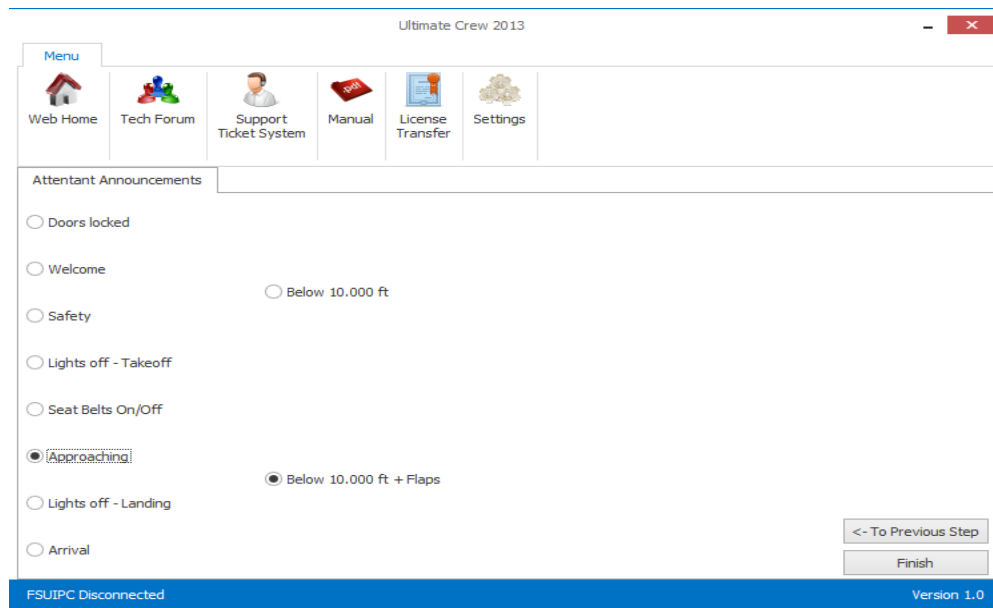 Ultimate Crew 2013
Menu
Web Home
Tech Forum
Support
Ticket System
.pdf
Manual
License
Transfer
Settings
Attentant Announcements
Doors locked
Welcome
Below 10.000 ft
Safety
Lights off - Takeoff
Seat Belts On/Off
Approaching
Below 10.000 ft + Flaps
Lights off - Landing
<- To Previous Step
Arrival
Finish
FSUIPC Disconnected
Version 1.0